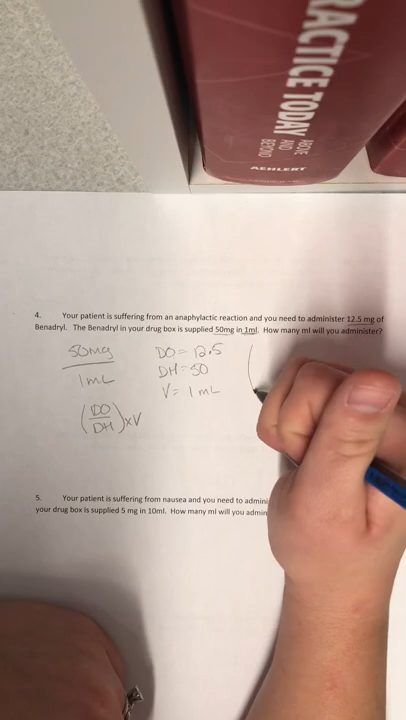 PRACTICE TODAY
ABOVE
AND
BEYOND
AEHLERT
4. Your patient is suffering from an anaphylactic reaction and you need to administer 12.5 mg of
Benadryl. The Benadryl in your drug box is supplied 50mg in 1ml. How many ml will you administer?
50mg
1mL
DO = 12.5
DH = 50
V = 1 mL
(DO
DH) x V
5. Your patient is suffering from nausea and you need to admini
your drug box is supplied 5 mg in 10ml. How many ml will you admin